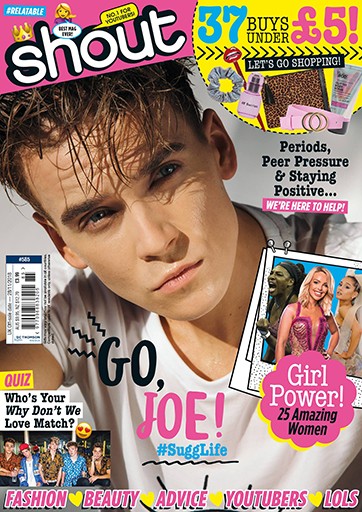 #RELATABLE
BEST MAG
EVER!
NO.1 FOR
YOUTUBERS!
shout
37 BUYS
UNDER £5!
LET'S GO SHOPPING!
Periods,
Peer Pressure
& Staying
Positive...
WE'RE HERE TO HELP!
#585
GO,
JOE!
#SuggLife
Girl
Power!
25 Amazing
Women
QUIZ
Who's Your
Why Don't We
Love Match?
FASHION BEAUTY ADVICE YOUTUBERS LOLS